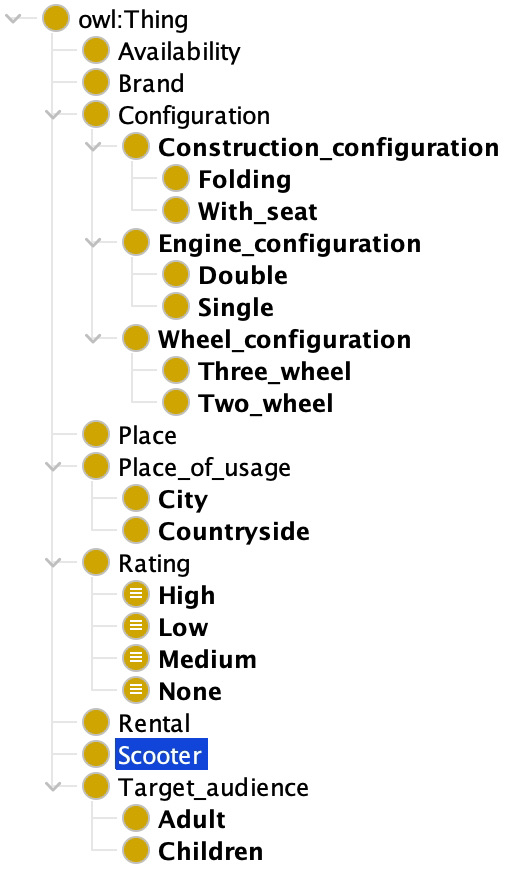 owl:Thing
Availability
Brand
Configuration
Construction_configuration
Folding
With_seat
Engine_configuration
Double
Single
Wheel_configuration
Three_wheel
Two_wheel
Place
Place_of_usage
City
Countryside
Rating
High
Low
Medium
None
Rental
Scooter
Target_audience
Adult
Children